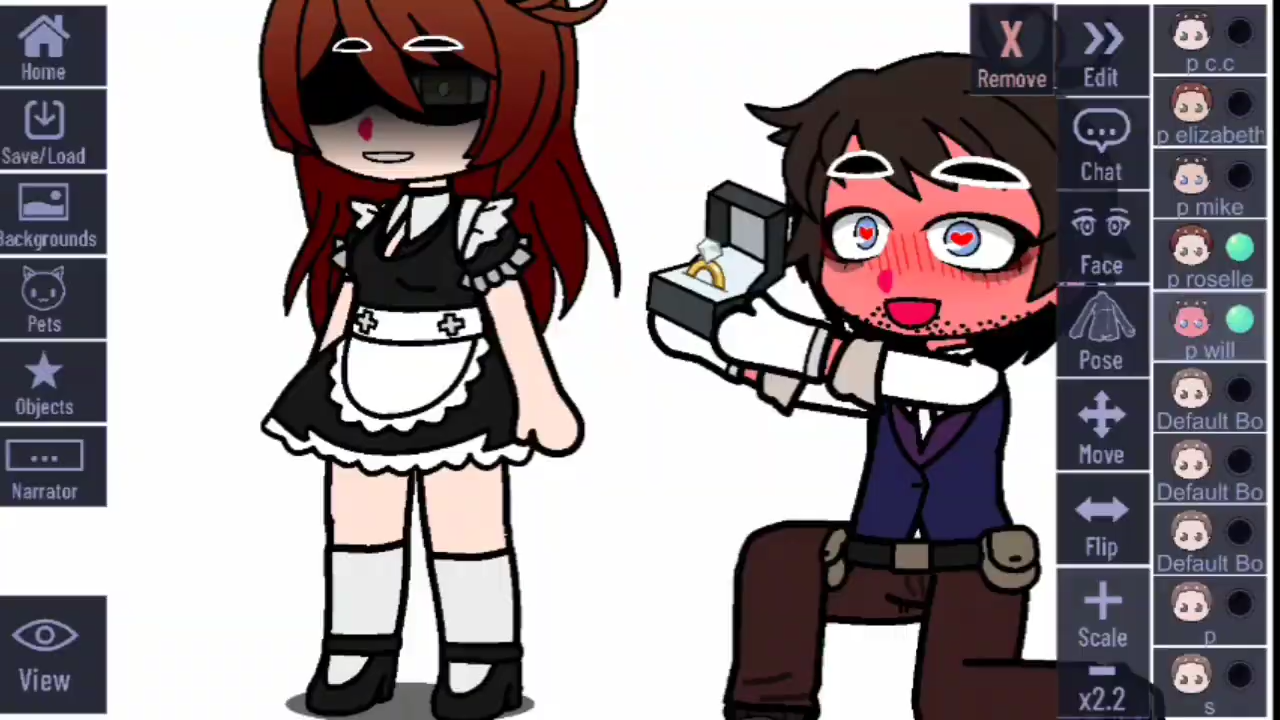 Home
Save/Load
Backgrounds
Pets
Objects
Narrator
View
Remove
Edit
Chat
Face
Pose
Move
Flip
Scale
x2.2
p c.c
p elizabeth
p mike
p roselle
p will
Default Bo
Default Bo
Default Bo
p
s